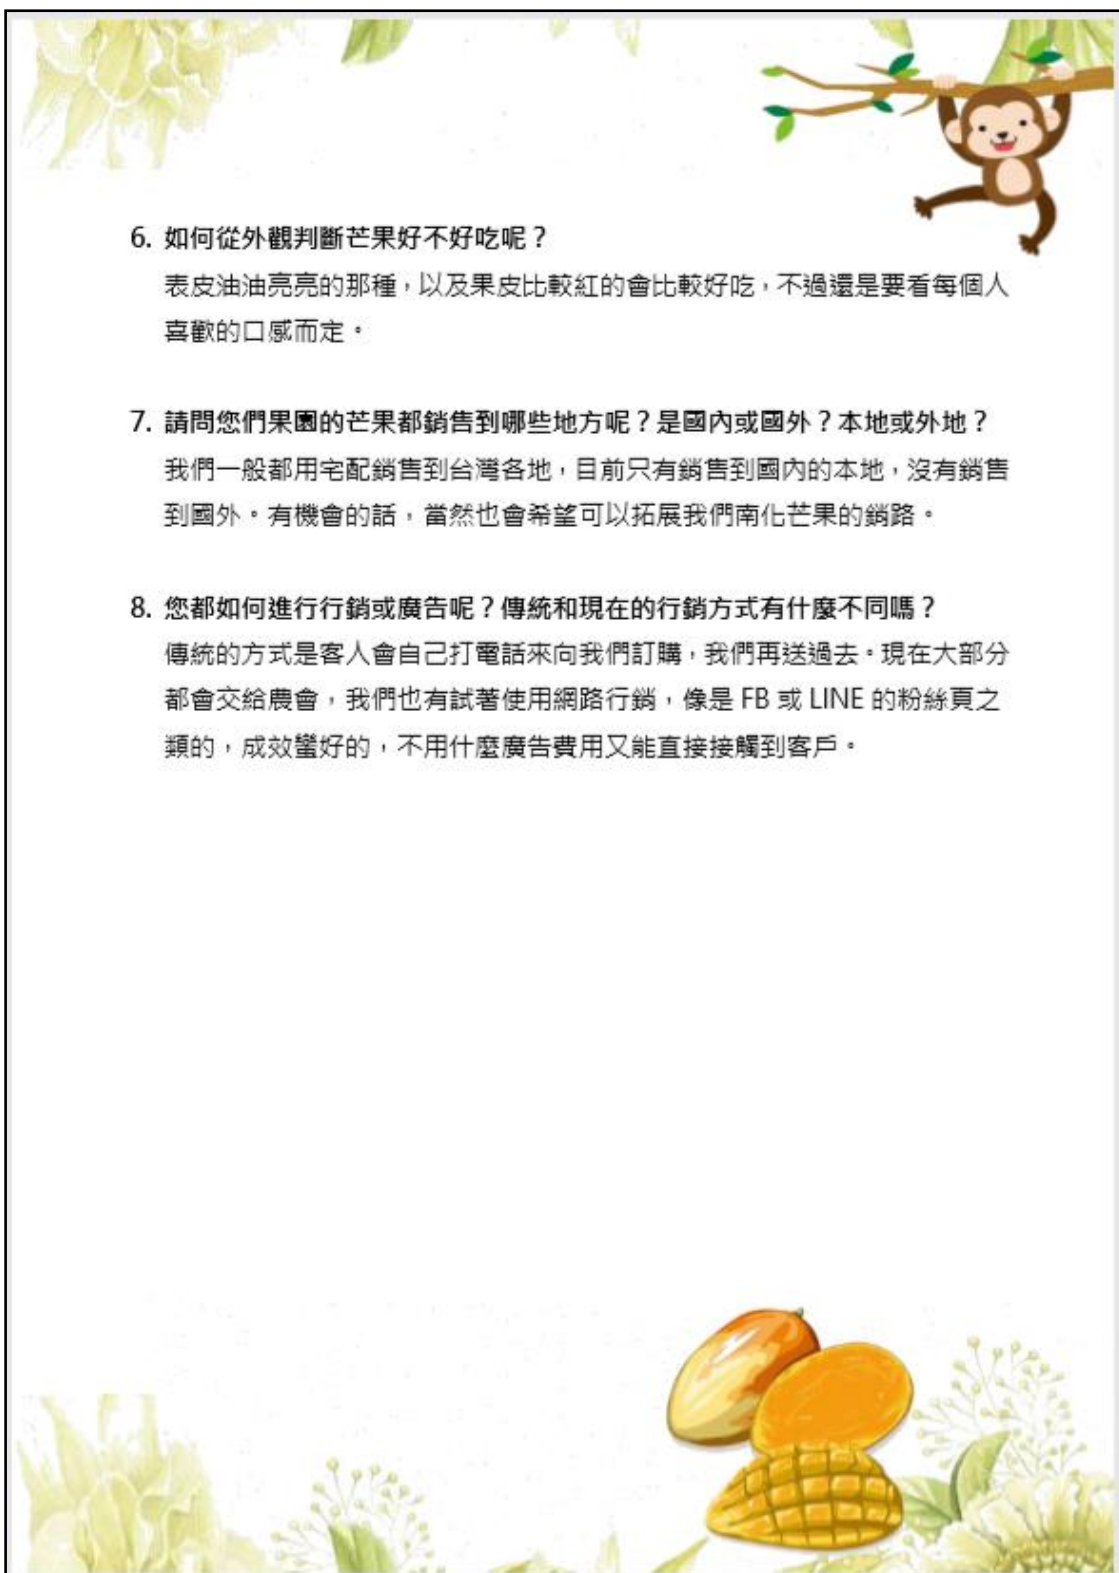 6. 如何從外觀判斷芒果好不好吃呢？
表皮油油亮亮的那種，以及果皮比較紅的會比較好吃，不過還是要看每個人
喜歡的口感而定。
7. 請問您們果園的芒果都銷售到哪些地方呢？是國內或國外？本地或外地？
我們一般都用宅配銷售到台灣各地，目前只有銷售到國內的本地，沒有銷售
到國外。有機會的話，當然也會希望可以拓展我們南化芒果的銷路。
8. 您都如何進行行銷或廣告呢？傳統和現在的行銷方式有什麼不同嗎？
傳統的方式是客人會自己打電話來向我們訂購，我們再送過去。現在大部分
都會交給農會，我們也有試著使用網路行銷，像是 FB 或 LINE 的粉絲頁之
類的，成效蠻好的，不用什麼廣告費用又能直接接觸到客戶。